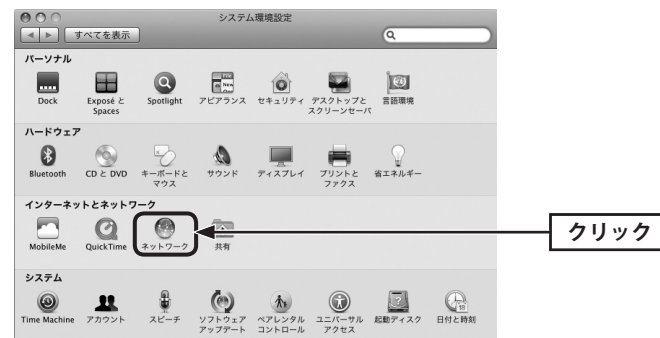 システム環境設定
すべてを表示
パーソナル
Dock
Exposé と
Spaces
Spotlight
アピアランス
セキュリティ
デスクトップと
スクリーンセーバ
言語環境
ハードウェア
Bluetooth
CD と DVD
キーボードと
マウス
サウンド
ディスプレイ
プリントと
ファクス
省エネルギー
インターネットとネットワーク
MobileMe
QuickTime
ネットワーク
共有
クリック
システム
Time Machine
アカウント
スピーチ
ソフトウェア
アップデート
ペアレンタル
コントロール
ユニバーサル
アクセス
起動ディスク
日付と時刻